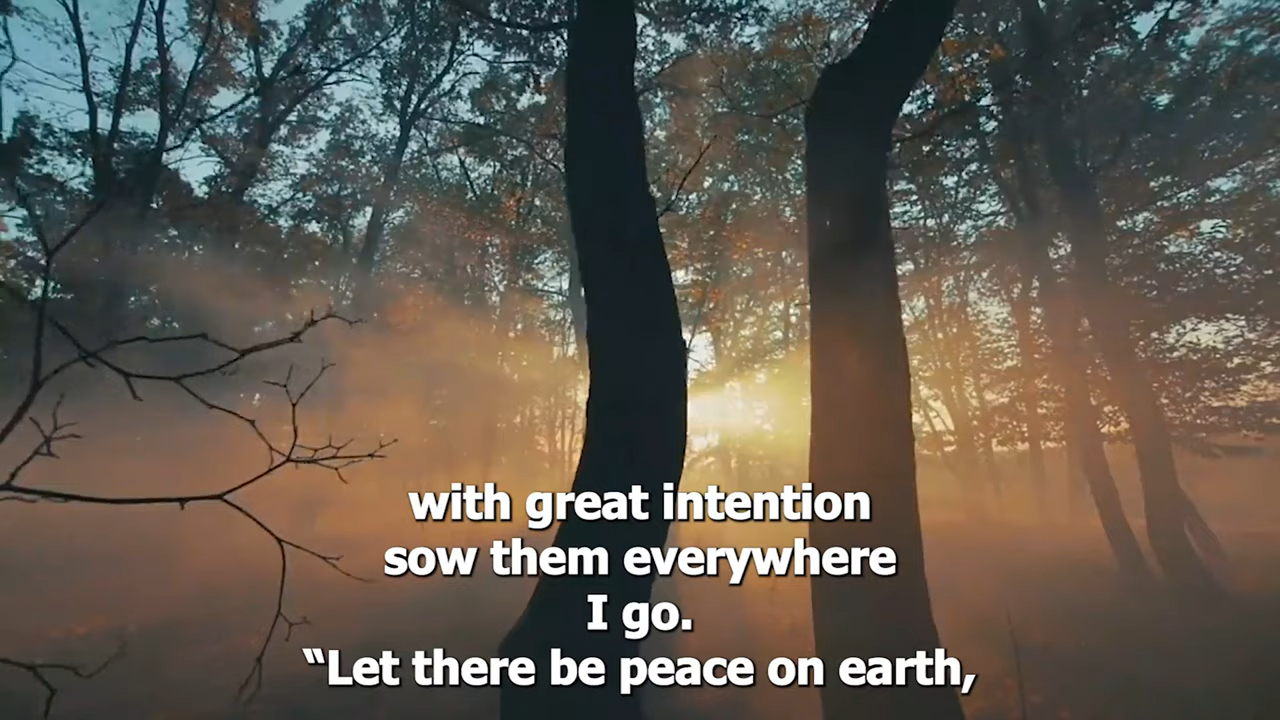 with great intention
sow them everywhere
I go.
“Let there be peace on earth,